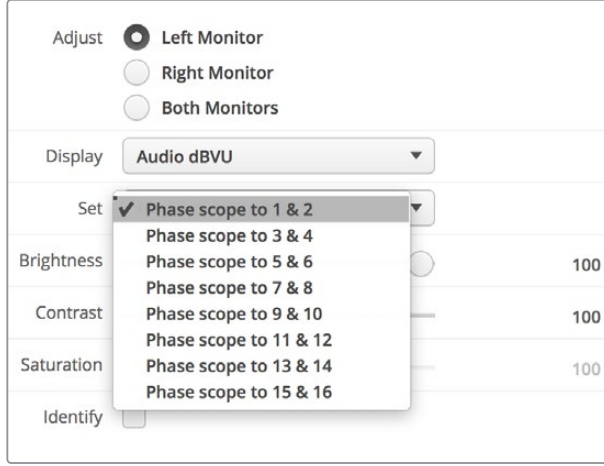 Adjust Left Monitor
Right Monitor
Both Monitors
Display Audio dBVU
Set ✓ Phase scope to 1 & 2
Phase scope to 3 & 4
Brightness Phase scope to 5 & 6 100
Phase scope to 7 & 8
Contrast Phase scope to 9 & 10 100
Phase scope to 11 & 12
Saturation Phase scope to 13 & 14 100
Phase scope to 15 & 16
Identify